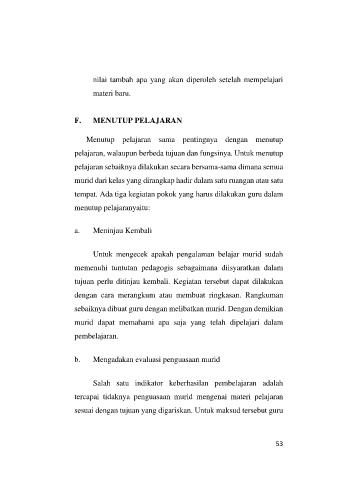 nilai tambah apa yang akan diperoleh setelah mempelajari
materi baru.
F. MENUTUP PELAJARAN
Menutup pelajaran sama pentingnya dengan menutup
pelajaran, walaupun berbeda tujuan dan fungsinya. Untuk menutup
pelajaran sebaiknya dilakukan secara bersama-sama dimana semua
murid dari kelas yang dirangkap hadir dalam satu ruangan atau satu
tempat. Ada tiga kegiatan pokok yang harus dilakukan guru dalam
menutup pelajaranyaitu:
a. Meninjau Kembali
Untuk mengecek apakah pengalaman belajar murid sudah
memenuhi tuntutan pedagogis sebagaimana diisyaratkan dalam
tujuan perlu ditinjau kembali. Kegiatan tersebut dapat dilakukan
dengan cara merangkum atau membuat ringkasan. Rangkuman
sebaiknya dibuat guru dengan melibatkan murid. Dengan demikian
murid dapat memahami apa saja yang telah dipelajari dalam
pembelajaran.
b. Mengadakan evaluasi penguasaan murid
Salah satu indikator keberhasilan pembelajaran adalah
tercapai tidaknya penguasaan murid mengenai materi pelajaran
sesuai dengan tujuan yang digariskan. Untuk maksud tersebut guru
53